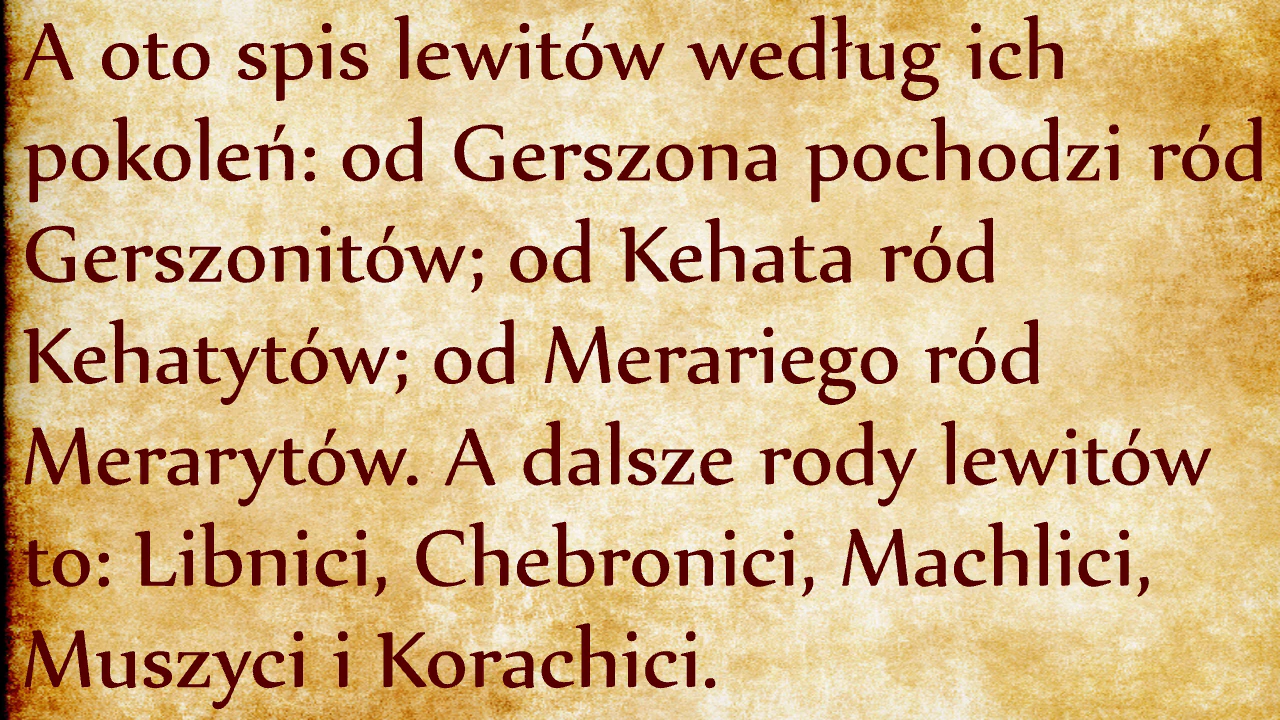 A oto spis lewitów według ich
pokoleń: od Gerszona pochodzi ród
Gerszonitów; od Kehata ród
Kehatytów; od Merariego ród
Merarytów. A dalsze rody lewitów
to: Libnici, Chebronici, Machlici,
Muszyci i Korachici.